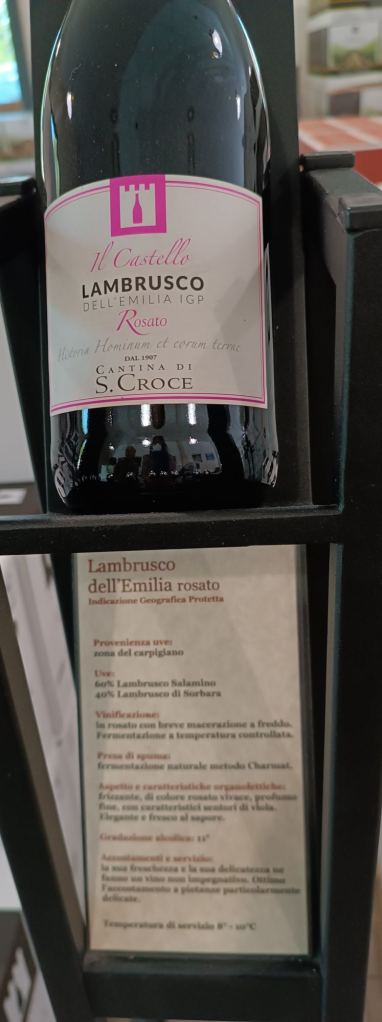 Il Castello
LAMBRUSCO
DELL'EMILIA IGP
Rosato
Historia Hominum et eorum terrae
DAL 1907
CANTINA DI
S. CROCE
Lambrusco
dell'Emilia rosato
Indicazione Geografica Protetta
Provenienza uve:
zona del carpigiano
Uve:
60% Lambrusco Salamino
40% Lambrusco di Sorbara
Vinificazione:
in rosato con breve macerazione a freddo.
Fermentazione a temperatura controllata.
Presa di spuma:
fermentazione naturale metodo Charmat.
Aspetto e caratteristiche organolettiche:
frizzante, di colore rosato vivace, profumo
fine, con caratteristici sentori di viola.
Elegante e fresco al sapore.
Gradazione alcolica: 11°
Accostamenti e servizio:
la sua freschezza e la sua delicatezza ne
fanno un vino non impegnativo. Ottimo
l'accostamento a pietanze particolarmente
delicate.
Temperatura di servizio 8° - 10°C